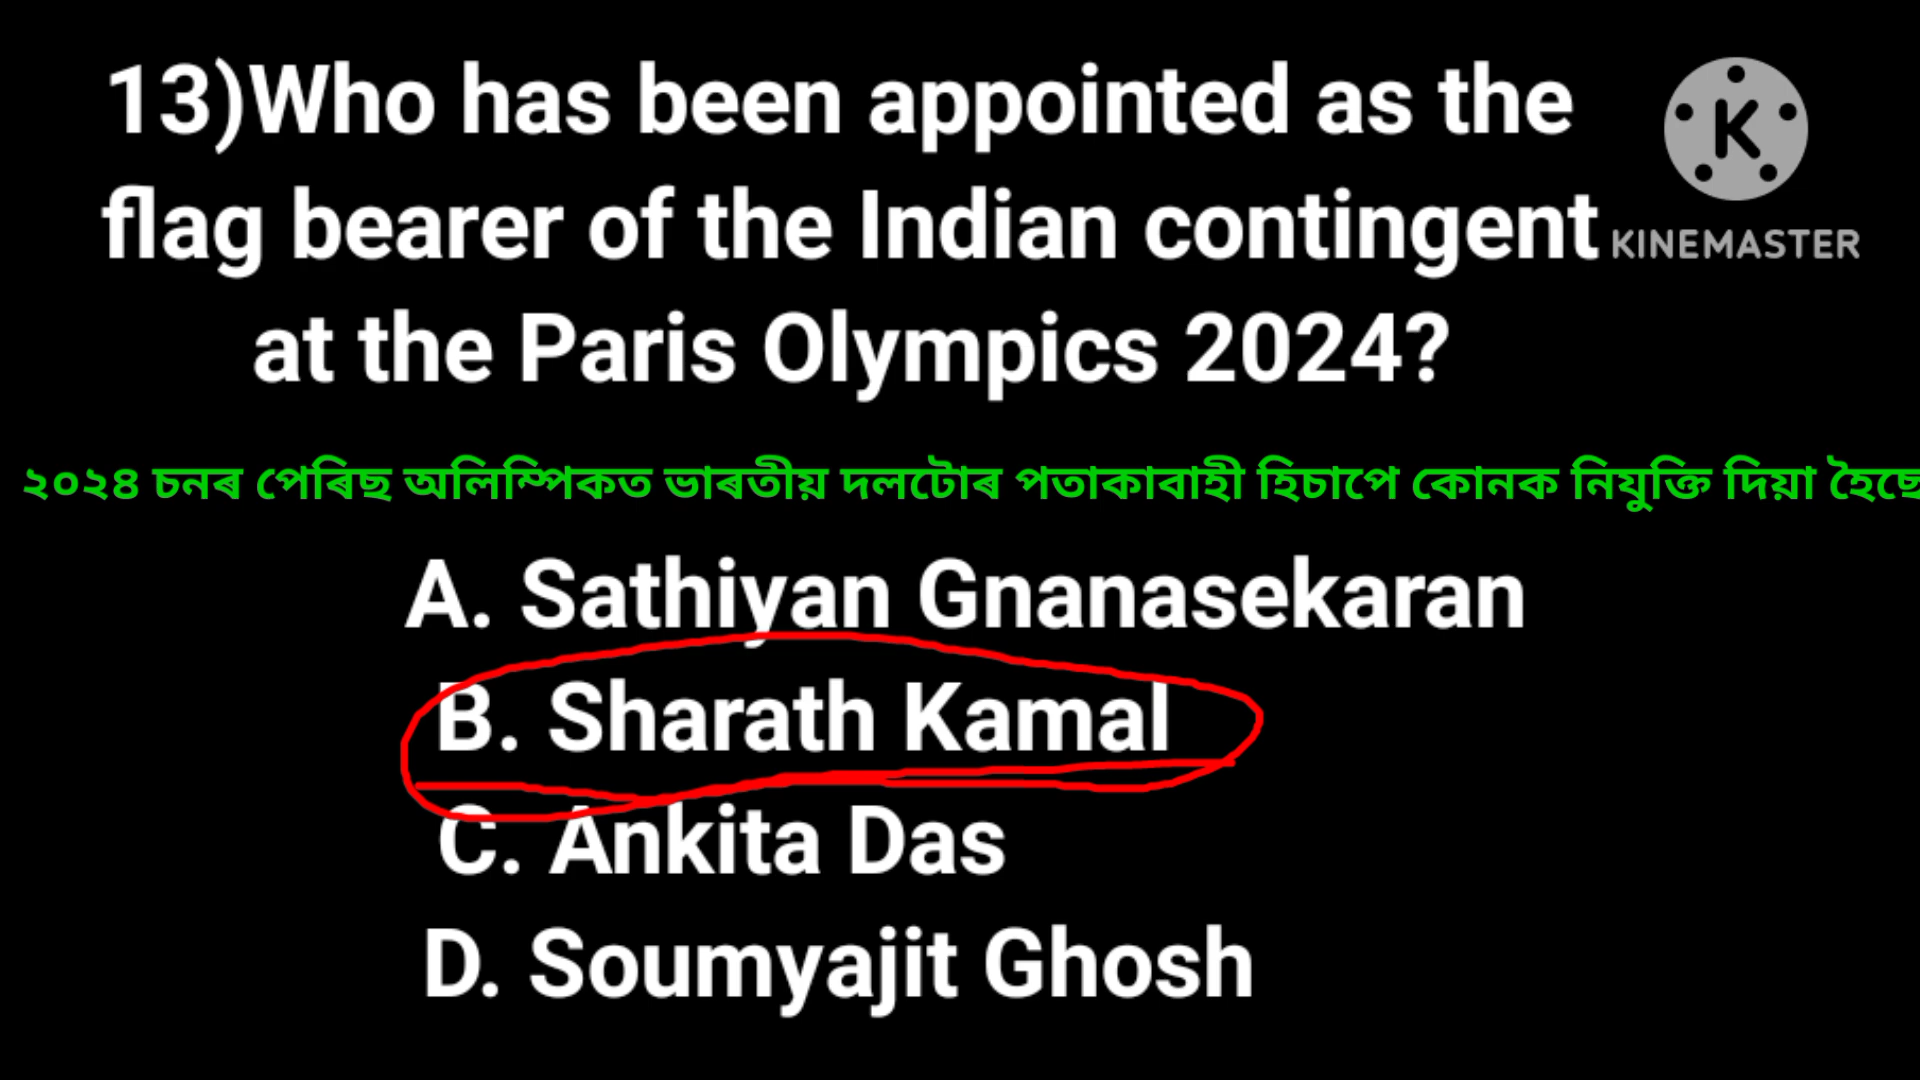 13)Who has been appointed as the
flag bearer of the Indian contingent
at the Paris Olympics 2024?
KINEMASTER
২০২৪ চনৰ পেৰিছ অলিম্পিকত ভাৰতীয় দলটোৰ পতাকাবাহী হিচাপে কোনক নিযুক্তি দিয়া হৈছে
A. Sathiyan Gnanasekaran
B. Sharath Kamal
C. Ankita Das
D. Soumyajit Ghosh